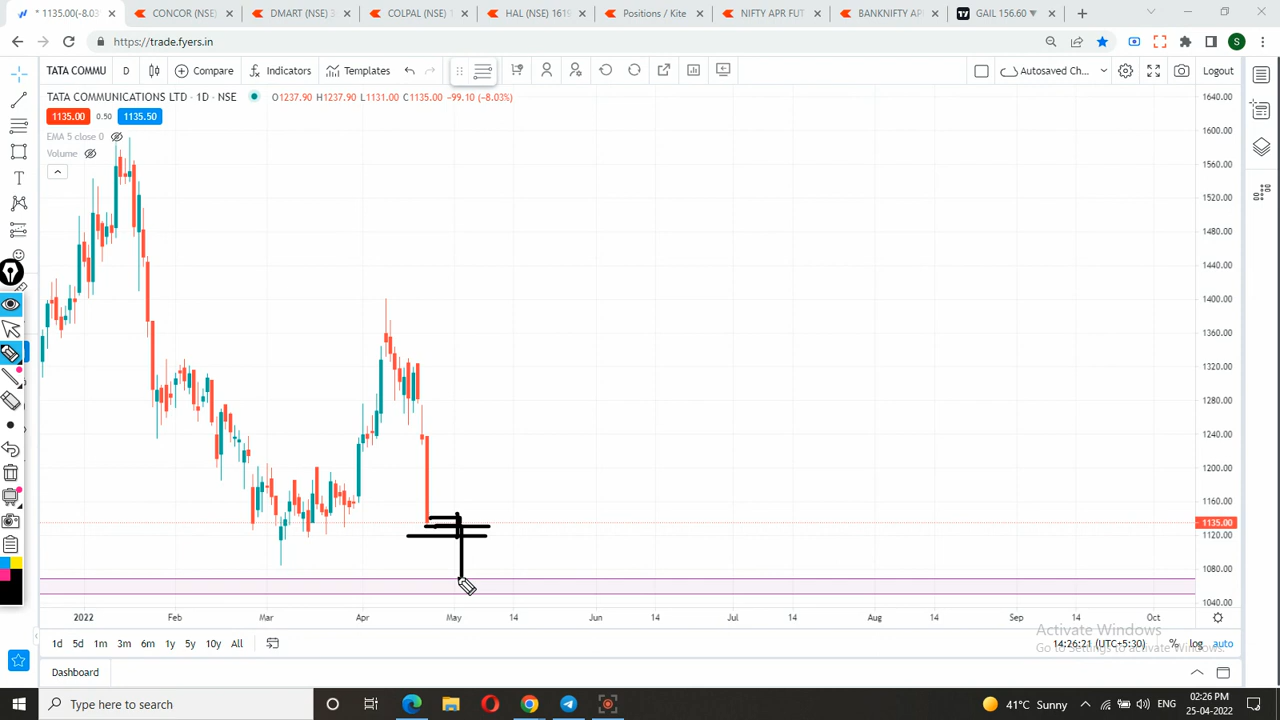 * 1135.00(-8.03
CONCOR (NSE)
DMART (NSE) 3
COLPAL (NSE) 1
HAL (NSE) 1619
Positions / Kite
NIFTY APR FUT
BANKNIFTY AP
GAIL 156.60 ▼
https://trade.fyers.in
S
TATA COMMU
D
Compare
Indicators
Templates
Autosaved Ch...
Logout
TATA COMMUNICATIONS LTD · 1D · NSE
O1237.90 H1237.90 L1131.00 C1135.00 −99.10 (−8.03%)
1135.00
0.50
1135.50
EMA 5 close 0
Volume
1640.00
1600.00
1560.00
1520.00
1480.00
1440.00
1400.00
1360.00
1320.00
1280.00
1240.00
1200.00
1160.00
1135.00
1120.00
1080.00
1040.00
2022
Feb
Mar
Apr
May
14
Jun
14
Jul
14
Aug
14
Sep
14
Oct
1d
5d
1m
3m
6m
1y
5y
10y
All
Activate Windows
Go to Settings to activate Windows.
14:26:21 (UTC+5:30)
%
log
auto
Dashboard
Type here to search
41°C Sunny
02:26 PM
25-04-2022